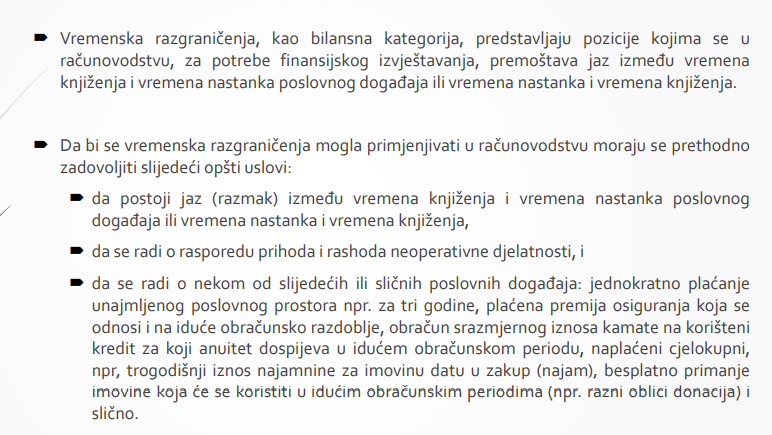 Vremenska razgraničenja, kao bilansna kategorija, predstavljaju pozicije kojima se u
računovodstvu, za potrebe finansijskog izvještavanja, premoštava jaz između vremena
knjiženja i vremena nastanka poslovnog događaja ili vremena nastanka i vremena knjiženja.
Da bi se vremenska razgraničenja mogla primjenjivati u računovodstvu moraju se prethodno
zadovoljiti slijedeći opšti uslovi:
da postoji jaz (razmak) između vremena knjiženja i vremena nastanka poslovnog
događaja ili vremena nastanka i vremena knjiženja,
da se radi o rasporedu prihoda i rashoda neoperativne djelatnosti, i
da se radi o nekom od slijedećih ili sličnih poslovnih događaja: jednokratno plaćanje
unajmljenog poslovnog prostora npr. za tri godine, plaćena premija osiguranja koja se
odnosi i na iduće obračunsko razdoblje, obračun srazmjernog iznosa kamate na korišteni
kredit za koji anuitet dospijeva u idućem obračunskom periodu, naplaćeni cjelokupni,
npr, trogodišnji iznos najamnine za imovinu datu u zakup (najam), besplatno primanje
imovine koja će se koristiti u idućim obračunskim periodima (npr. razni oblici donacija) i
slično.